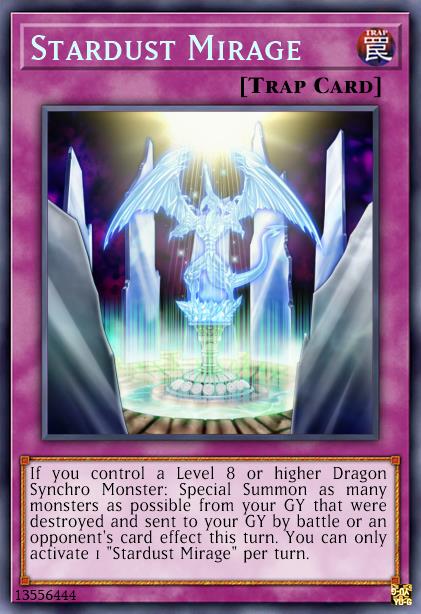 Stardust Mirage
TRAP
罠
[Trap Card]
If you control a Level 8 or higher Dragon
Synchro Monster: Special Summon as many
monsters as possible from your GY that were
destroyed and sent to your GY by battle or an
opponent's card effect this turn. You can only
activate 1 "Stardust Mirage" per turn.
13556444